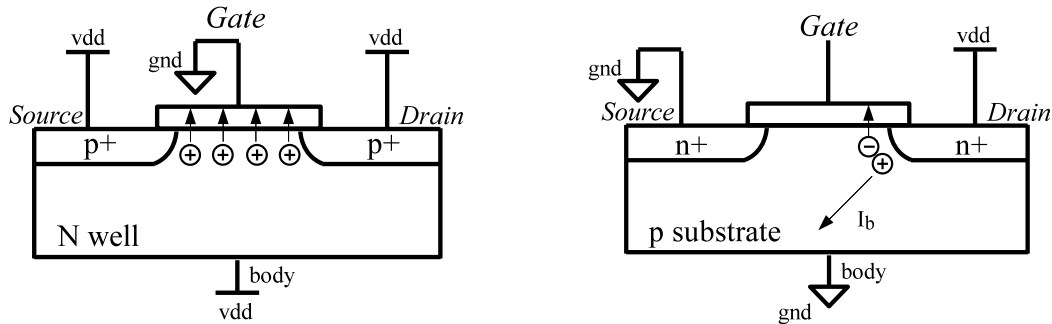 Gate
vdd
vdd
gnd
Source
Drain
p+
p+
+ + + +
N well
body
vdd
Gate
vdd
gnd
Source
Drain
n+
n+
−
+
I_b
p substrate
body
gnd